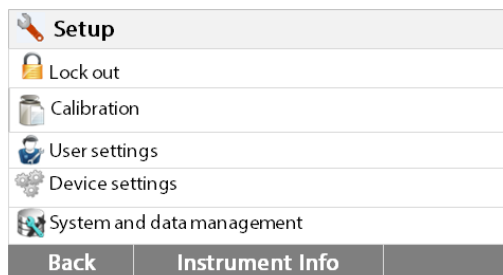 Setup
Lock out
Calibration
User settings
Device settings
System and data management
Back Instrument Info